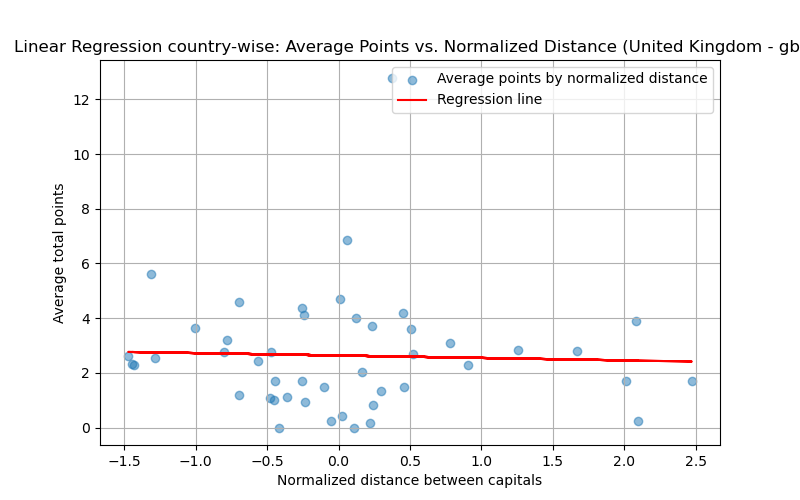 Linear Regression country-wise: Average Points vs. Normalized Distance (United Kingdom - gb
Average points by normalized distance
Regression line
12
10
8
6
4
2
0
Average total points
−1.5 −1.0 −0.5 0.0 0.5 1.0 1.5 2.0 2.5
Normalized distance between capitals